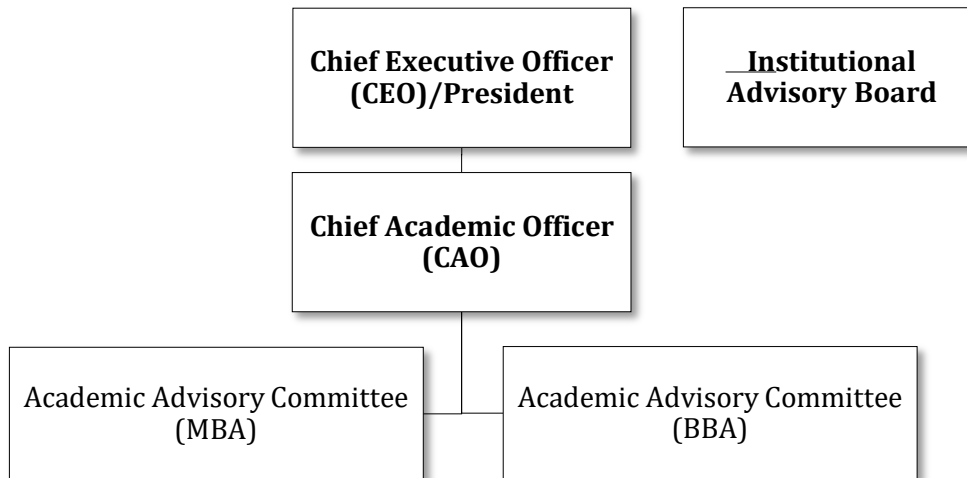 Chief Executive Officer
(CEO)/President
Institutional
Advisory Board
Chief Academic Officer
(CAO)
Academic Advisory Committee
(MBA)
Academic Advisory Committee
(BBA)